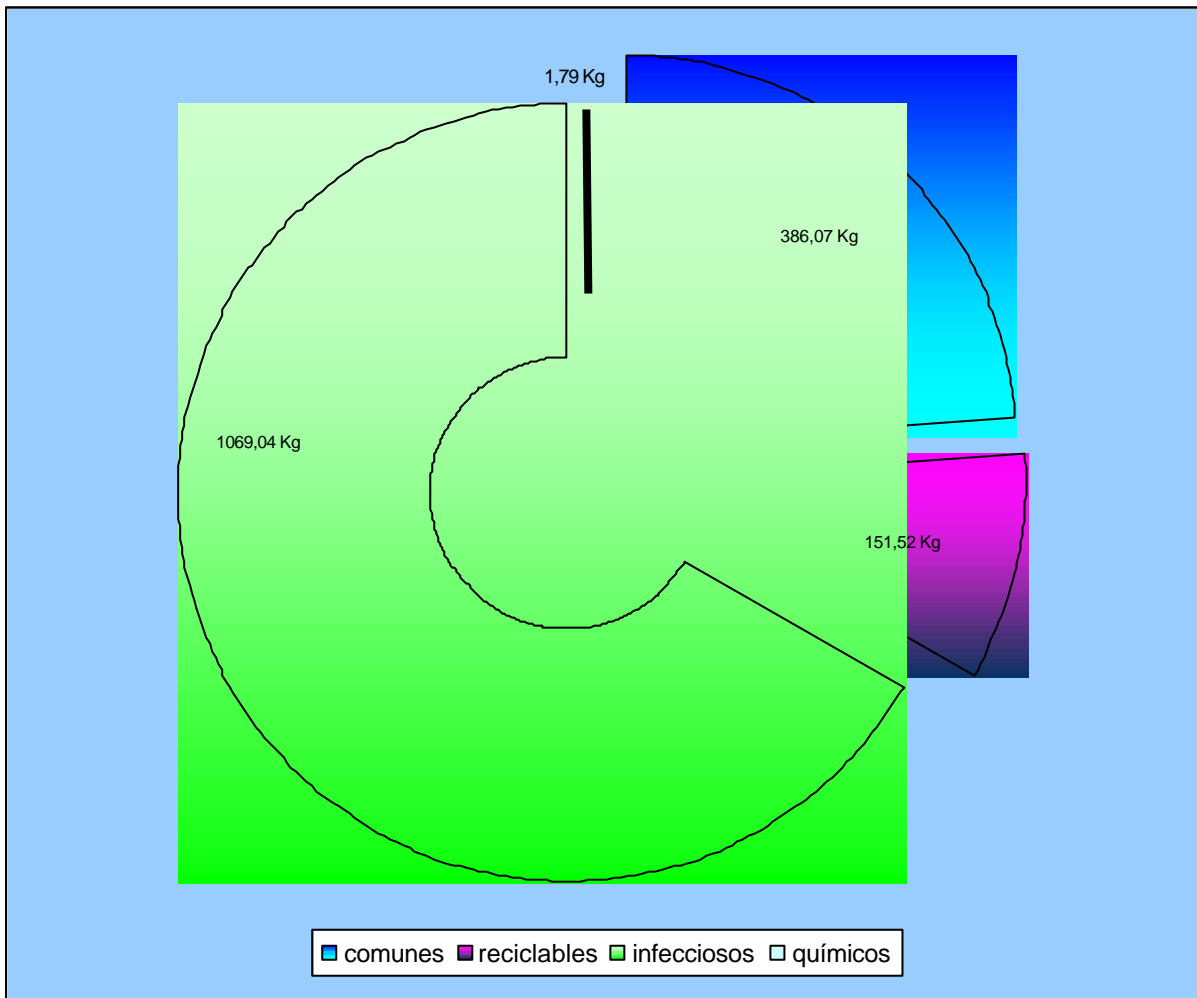 1,79 Kg
386,07 Kg
1069,04 Kg
151,52 Kg
comunes reciclables infecciosos químicos